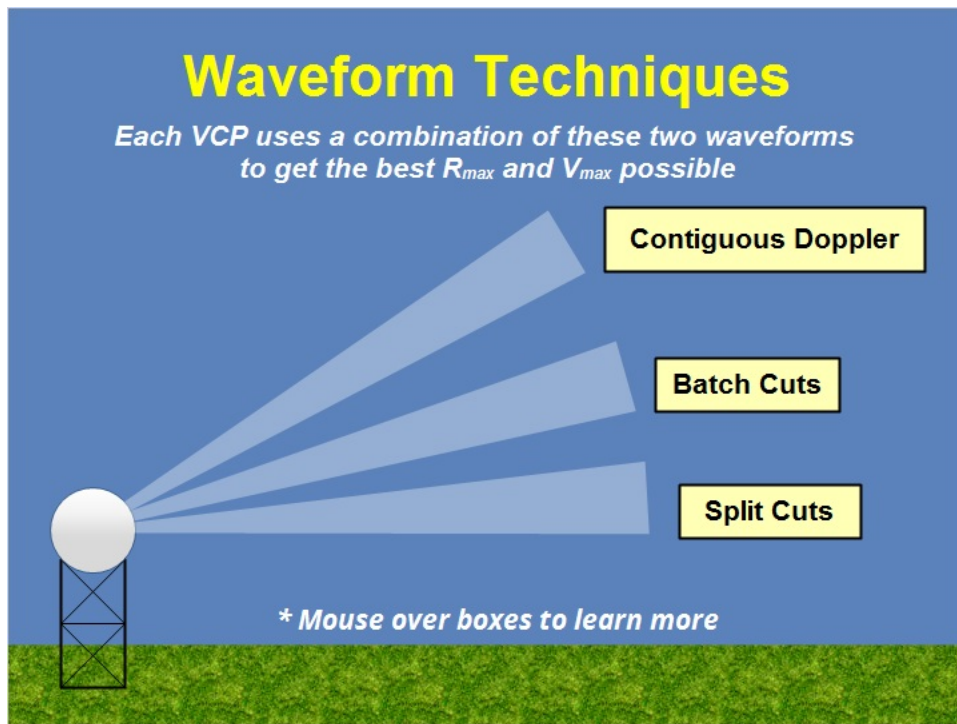 Waveform Techniques
Each VCP uses a combination of these two waveforms
to get the best Rmax and Vmax possible
Contiguous Doppler
Batch Cuts
Split Cuts
* Mouse over boxes to learn more